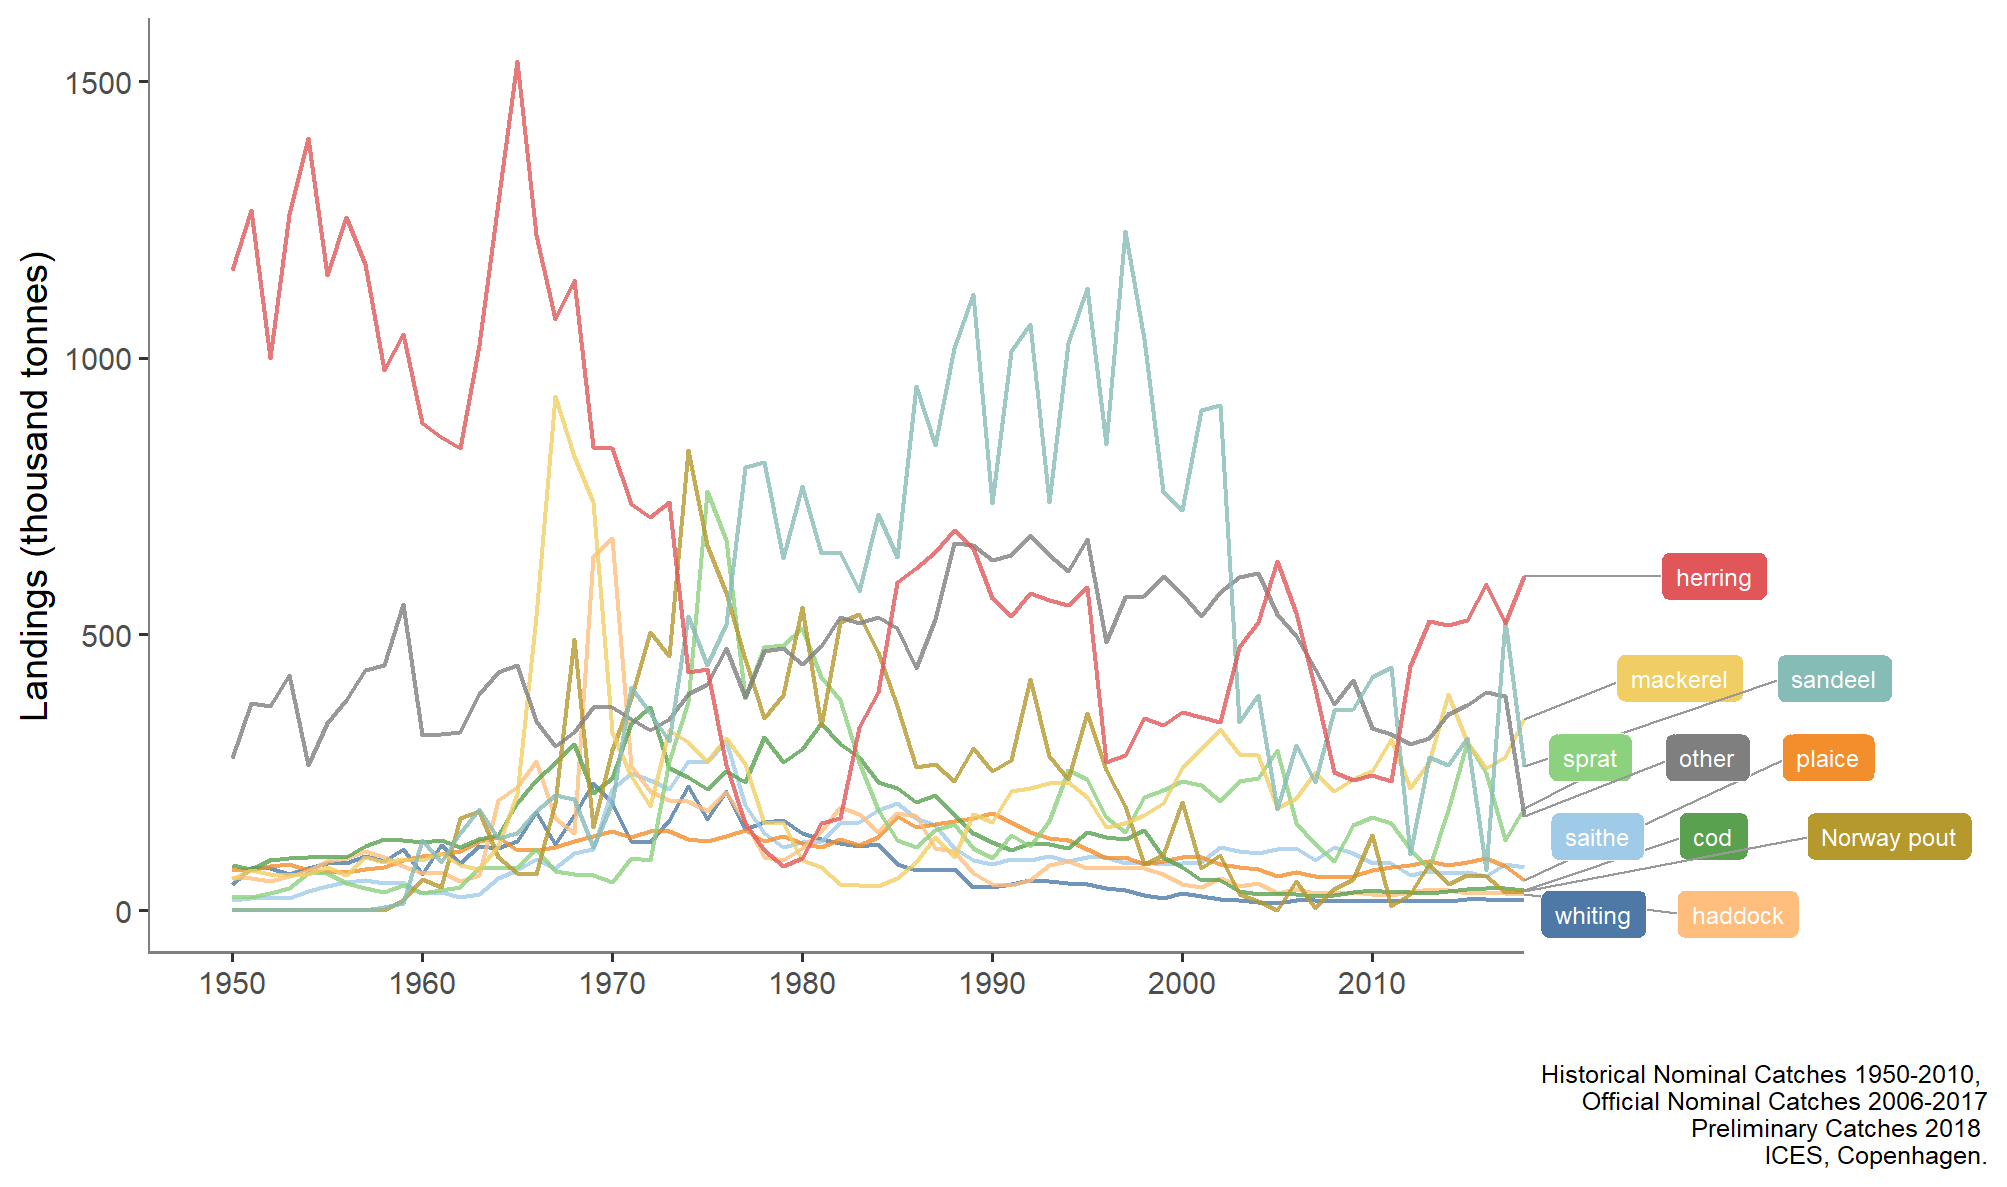 Landings (thousand tonnes)
1500
1000
500
0
1950 1960 1970 1980 1990 2000 2010
herring
mackerel sandeel
sprat other plaice
saithe cod Norway pout
whiting haddock
Historical Nominal Catches 1950-2010,
Official Nominal Catches 2006-2017
Preliminary Catches 2018
ICES, Copenhagen.